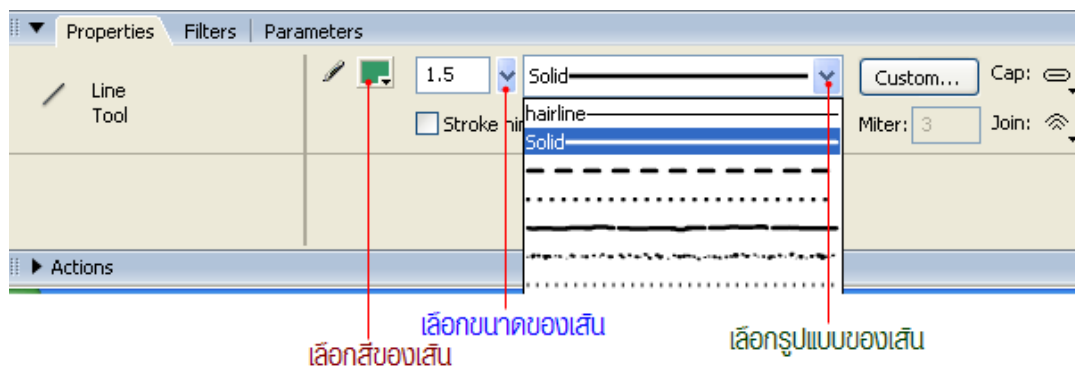 Properties Filters Parameters
Line Tool
1.5
Solid
Custom...
Cap:
Stroke hin
hairline
Solid
Miter: 3
Join:
Actions
เลือกขนาดของเส้น
เลือกรูปแบบของเส้น
เลือกสีของเส้น